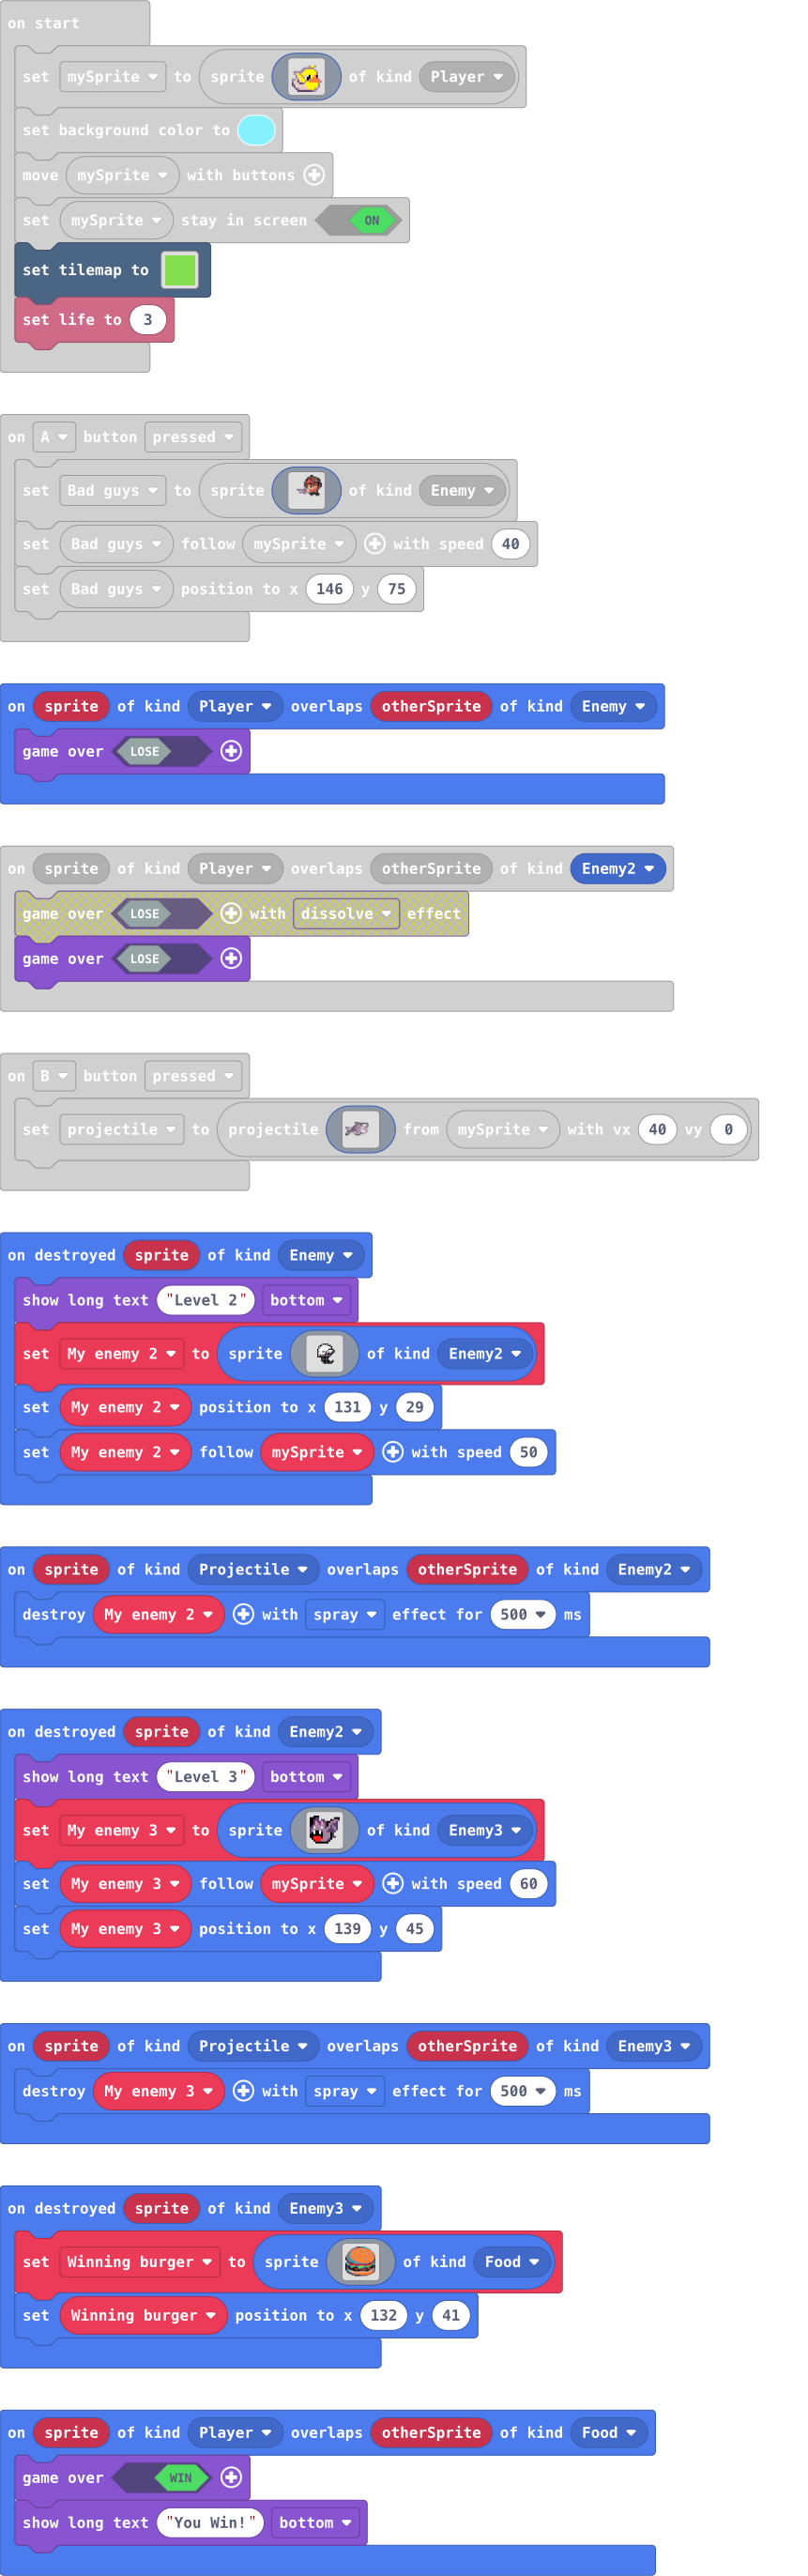 on start
set mySprite to sprite of kind Player
set background color to
move mySprite with buttons
set mySprite stay in screen ON
set tilemap to
set life to 3
on A button pressed
set Bad guys to sprite of kind Enemy
set Bad guys follow mySprite with speed 40
set Bad guys position to x 146 y 75
on sprite of kind Player overlaps otherSprite of kind Enemy
game over LOSE
on sprite of kind Player overlaps otherSprite of kind Enemy2
game over LOSE with dissolve effect
game over LOSE
on B button pressed
set projectile to projectile from mySprite with vx 40 vy 0
on destroyed sprite of kind Enemy
show long text "Level 2" bottom
set My enemy 2 to sprite of kind Enemy2
set My enemy 2 position to x 131 y 29
set My enemy 2 follow mySprite with speed 50
on sprite of kind Projectile overlaps otherSprite of kind Enemy2
destroy My enemy 2 with spray effect for 500 ms
on destroyed sprite of kind Enemy2
show long text "Level 3" bottom
set My enemy 3 to sprite of kind Enemy3
set My enemy 3 follow mySprite with speed 60
set My enemy 3 position to x 139 y 45
on sprite of kind Projectile overlaps otherSprite of kind Enemy3
destroy My enemy 3 with spray effect for 500 ms
on destroyed sprite of kind Enemy3
set Winning burger to sprite of kind Food
set Winning burger position to x 132 y 41
on sprite of kind Player overlaps otherSprite of kind Food
game over WIN
show long text "You Win!" bottom